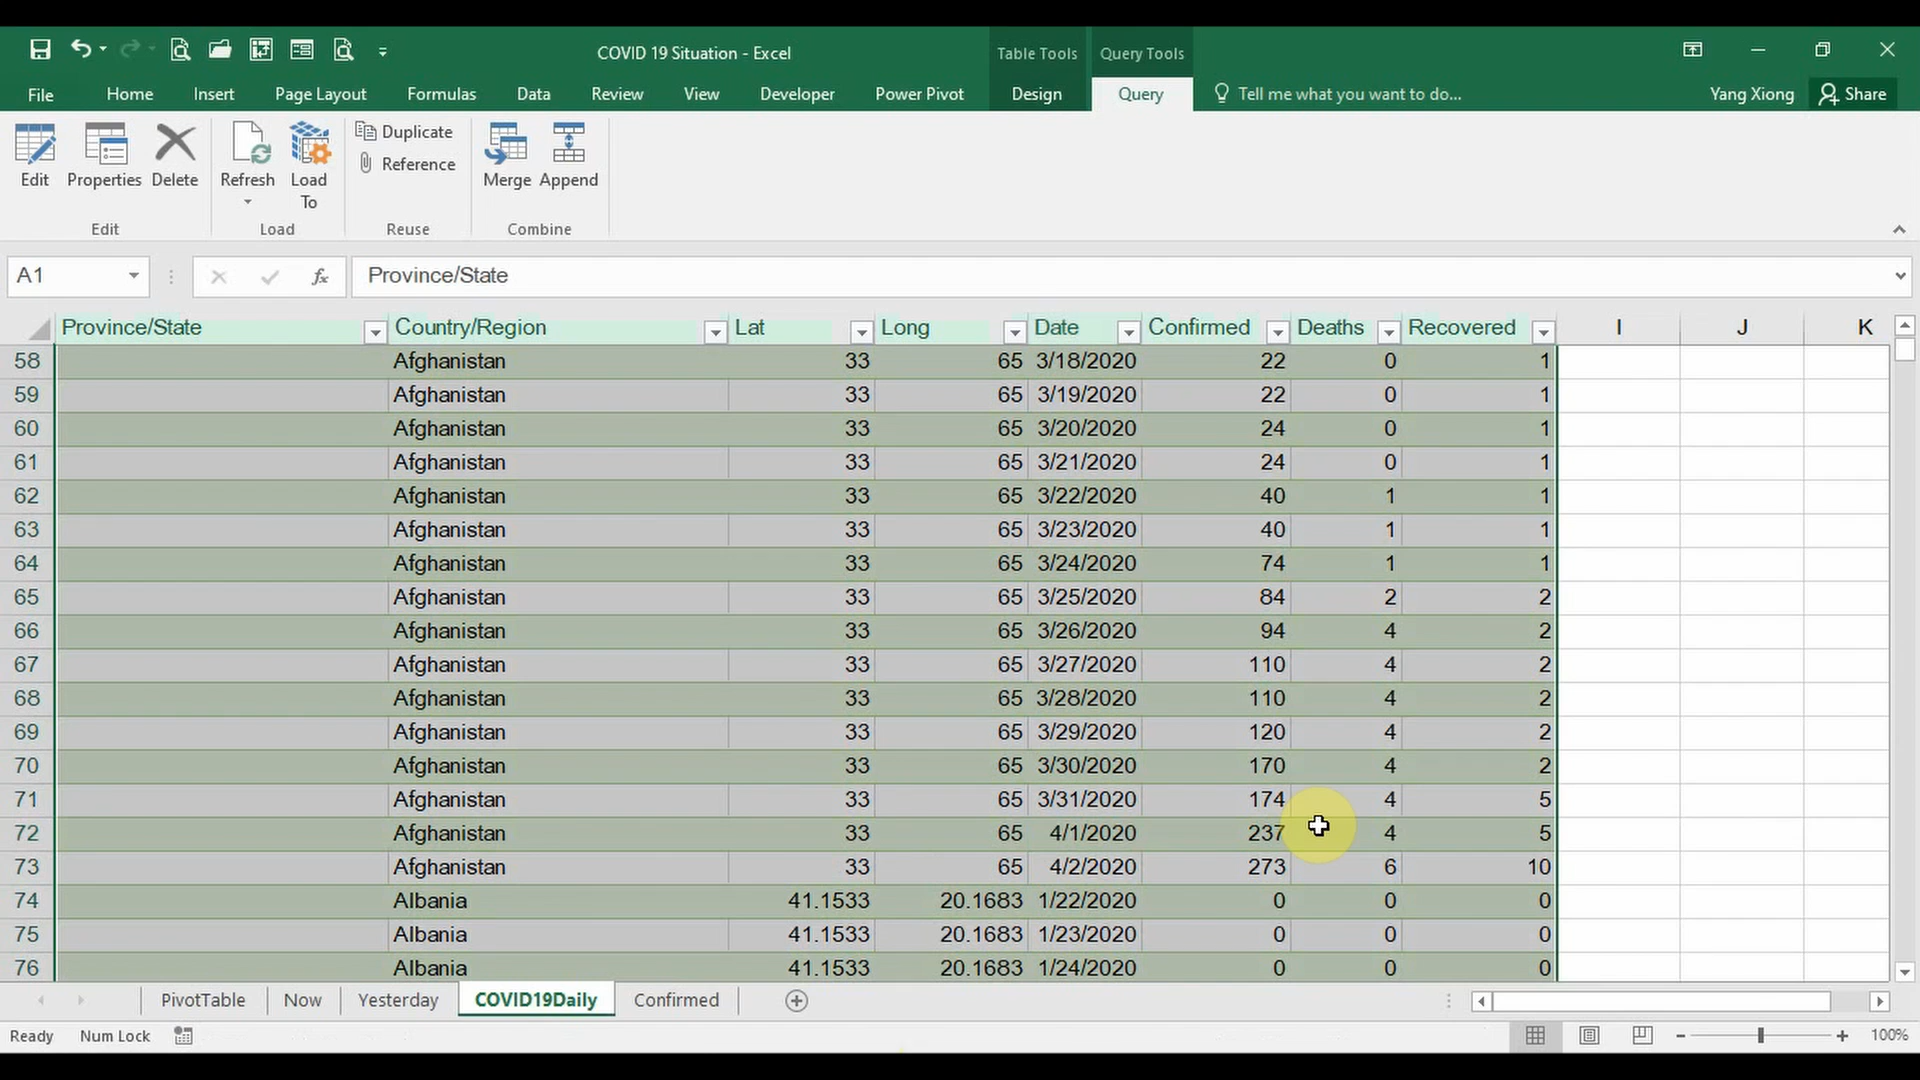 COVID 19 Situation - Excel
Table Tools
Query Tools
File
Home
Insert
Page Layout
Formulas
Data
Review
View
Developer
Power Pivot
Design
Query
Tell me what you want to do...
Yang Xiong
Share
Edit
Properties
Delete
Refresh
Load To
Duplicate
Reference
Merge
Append
Edit
Load
Reuse
Combine
A1
fx
Province/State
Province/State Country/Region Lat Long Date Confirmed Deaths Recovered I J K
58 Afghanistan 33 65 3/18/2020 22 0 1
59 Afghanistan 33 65 3/19/2020 22 0 1
60 Afghanistan 33 65 3/20/2020 24 0 1
61 Afghanistan 33 65 3/21/2020 24 0 1
62 Afghanistan 33 65 3/22/2020 40 1 1
63 Afghanistan 33 65 3/23/2020 40 1 1
64 Afghanistan 33 65 3/24/2020 74 1 1
65 Afghanistan 33 65 3/25/2020 84 2 2
66 Afghanistan 33 65 3/26/2020 94 4 2
67 Afghanistan 33 65 3/27/2020 110 4 2
68 Afghanistan 33 65 3/28/2020 110 4 2
69 Afghanistan 33 65 3/29/2020 120 4 2
70 Afghanistan 33 65 3/30/2020 170 4 2
71 Afghanistan 33 65 3/31/2020 174 4 5
72 Afghanistan 33 65 4/1/2020 237 4 5
73 Afghanistan 33 65 4/2/2020 273 6 10
74 Albania 41.1533 20.1683 1/22/2020 0 0 0
75 Albania 41.1533 20.1683 1/23/2020 0 0 0
76 Albania 41.1533 20.1683 1/24/2020 0 0 0
PivotTable
Now
Yesterday
COVID19Daily
Confirmed
Ready
Num Lock
100%